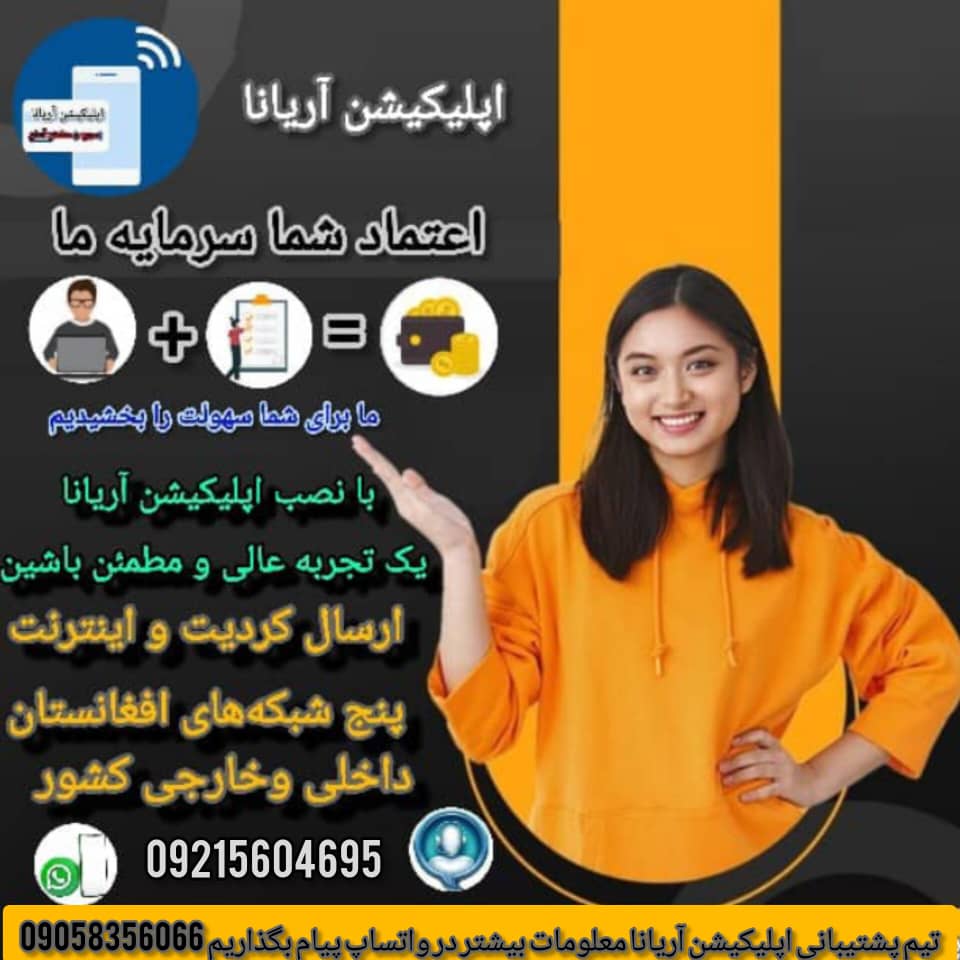 اپلیکیشن آریانا
اپلیکیشن آریانا
اعتماد شما سرمایه ما
+ =
ما برای شما سهولت را بخشیدیم
با نصب اپلیکیشن آریانا
یک تجربه عالی و مطمئن باشین
ارسال کردیت و اینترنت
پنج شبکه‌های افغانستان
داخلی وخارجی کشور
09215604695
تیم پشتیبانی اپلیکیشن آریانا معلومات بیشتر در واتساپ پیام بگذاریم 09058356066